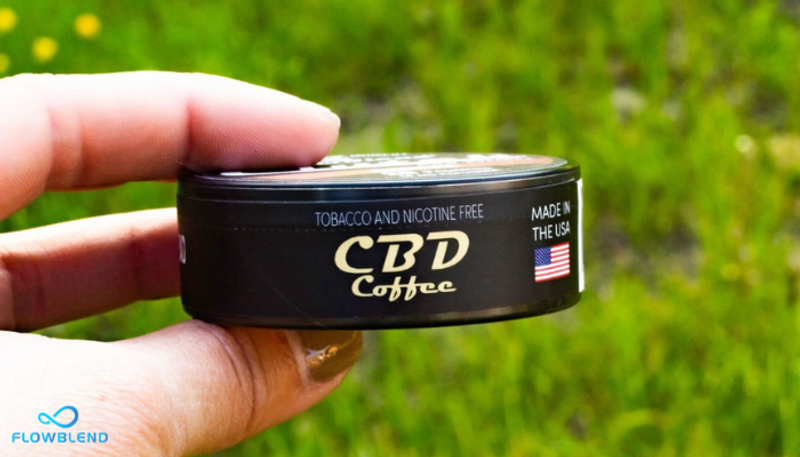 TOBACCO AND NICOTINE FREE
CBD
Coffee
MADE IN
THE USA
FLOWBLEND